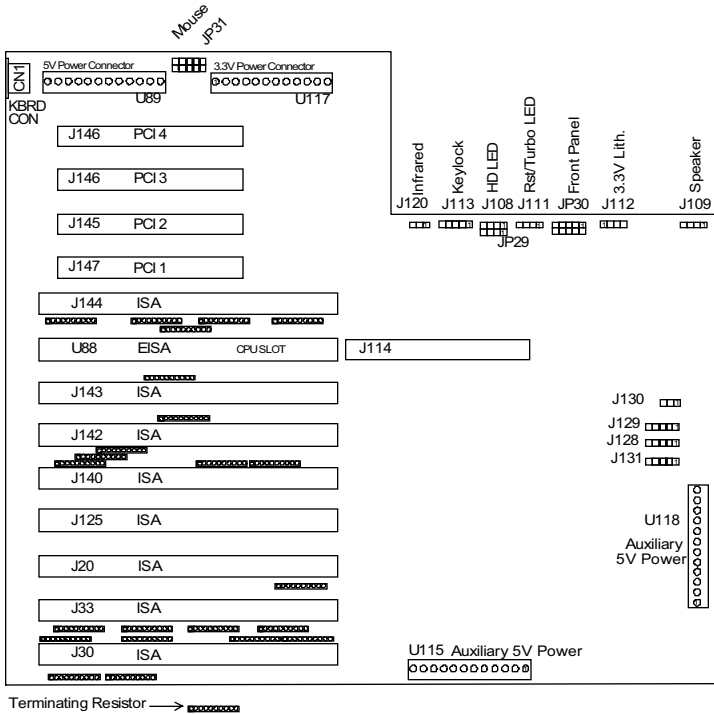 Mouse
JP31
5V Power Connector
3.3V Power Connector
CN1
U89
U117
KBRD
CON
J146 PCI 4
J146 PCI 3
J145 PCI 2
J147 PCI 1
Infrared
Keylock
HD LED
Rst/Turbo LED
Front Panel
3.3V Lith.
Speaker
J120 J113 J108 J111 JP30 J112 J109
JP29
J144 ISA
U88 EISA CPU SLOT
J114
J143 ISA
J142 ISA
J140 ISA
J125 ISA
J20 ISA
J33 ISA
J30 ISA
J130
J129
J128
J131
U118
Auxiliary
5V Power
U115 Auxiliary 5V Power
Terminating Resistor